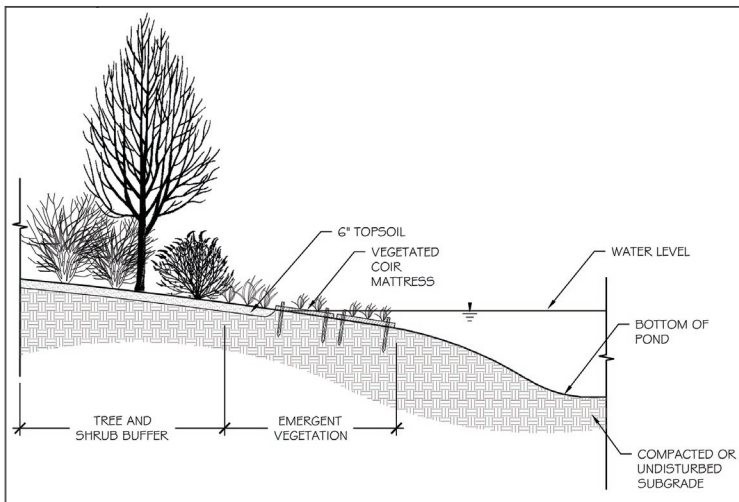 6" TOPSOIL
VEGETATED
COIR
MATTRESS
WATER LEVEL
BOTTOM OF
POND
TREE AND
SHRUB BUFFER
EMERGENT
VEGETATION
COMPACTED OR
UNDISTURBED
SUBGRADE